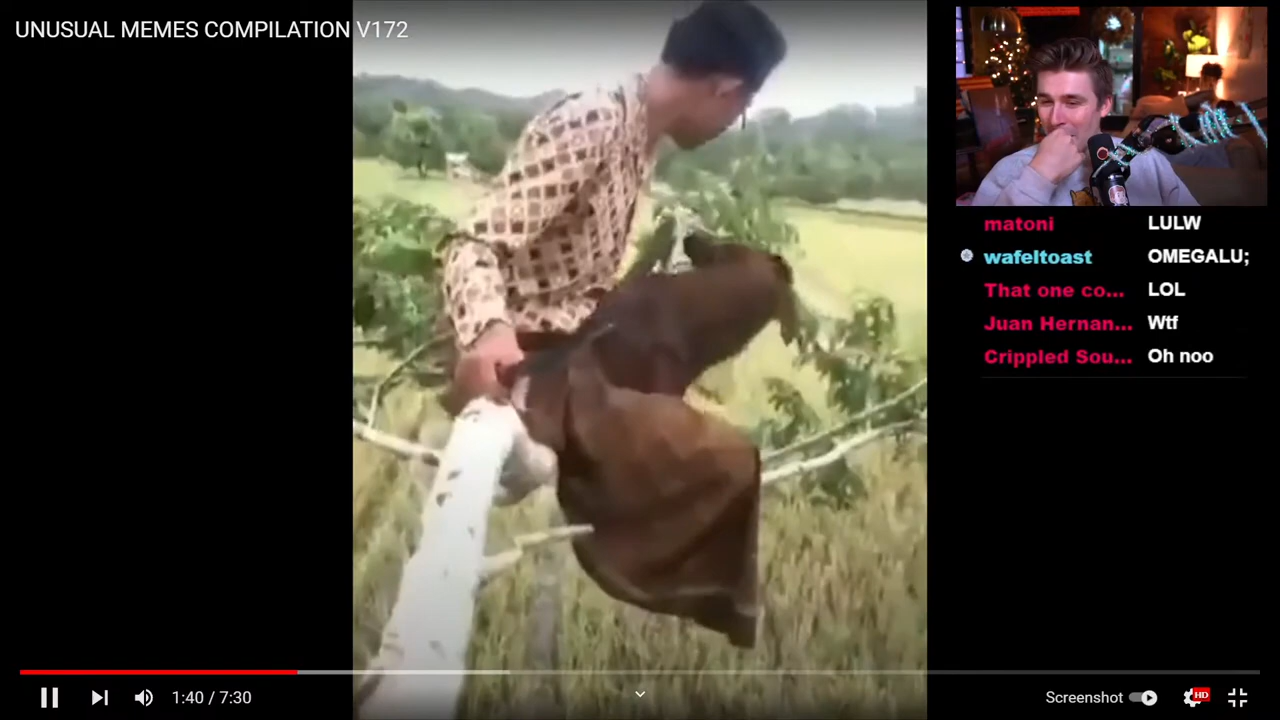 UNUSUAL MEMES COMPILATION V172
matoni LULW
wafeltoast OMEGALU;
That one co... LOL
Juan Hernan... Wtf
Crippled Sou... Oh noo
1:40 / 7:30
Screenshot
HD